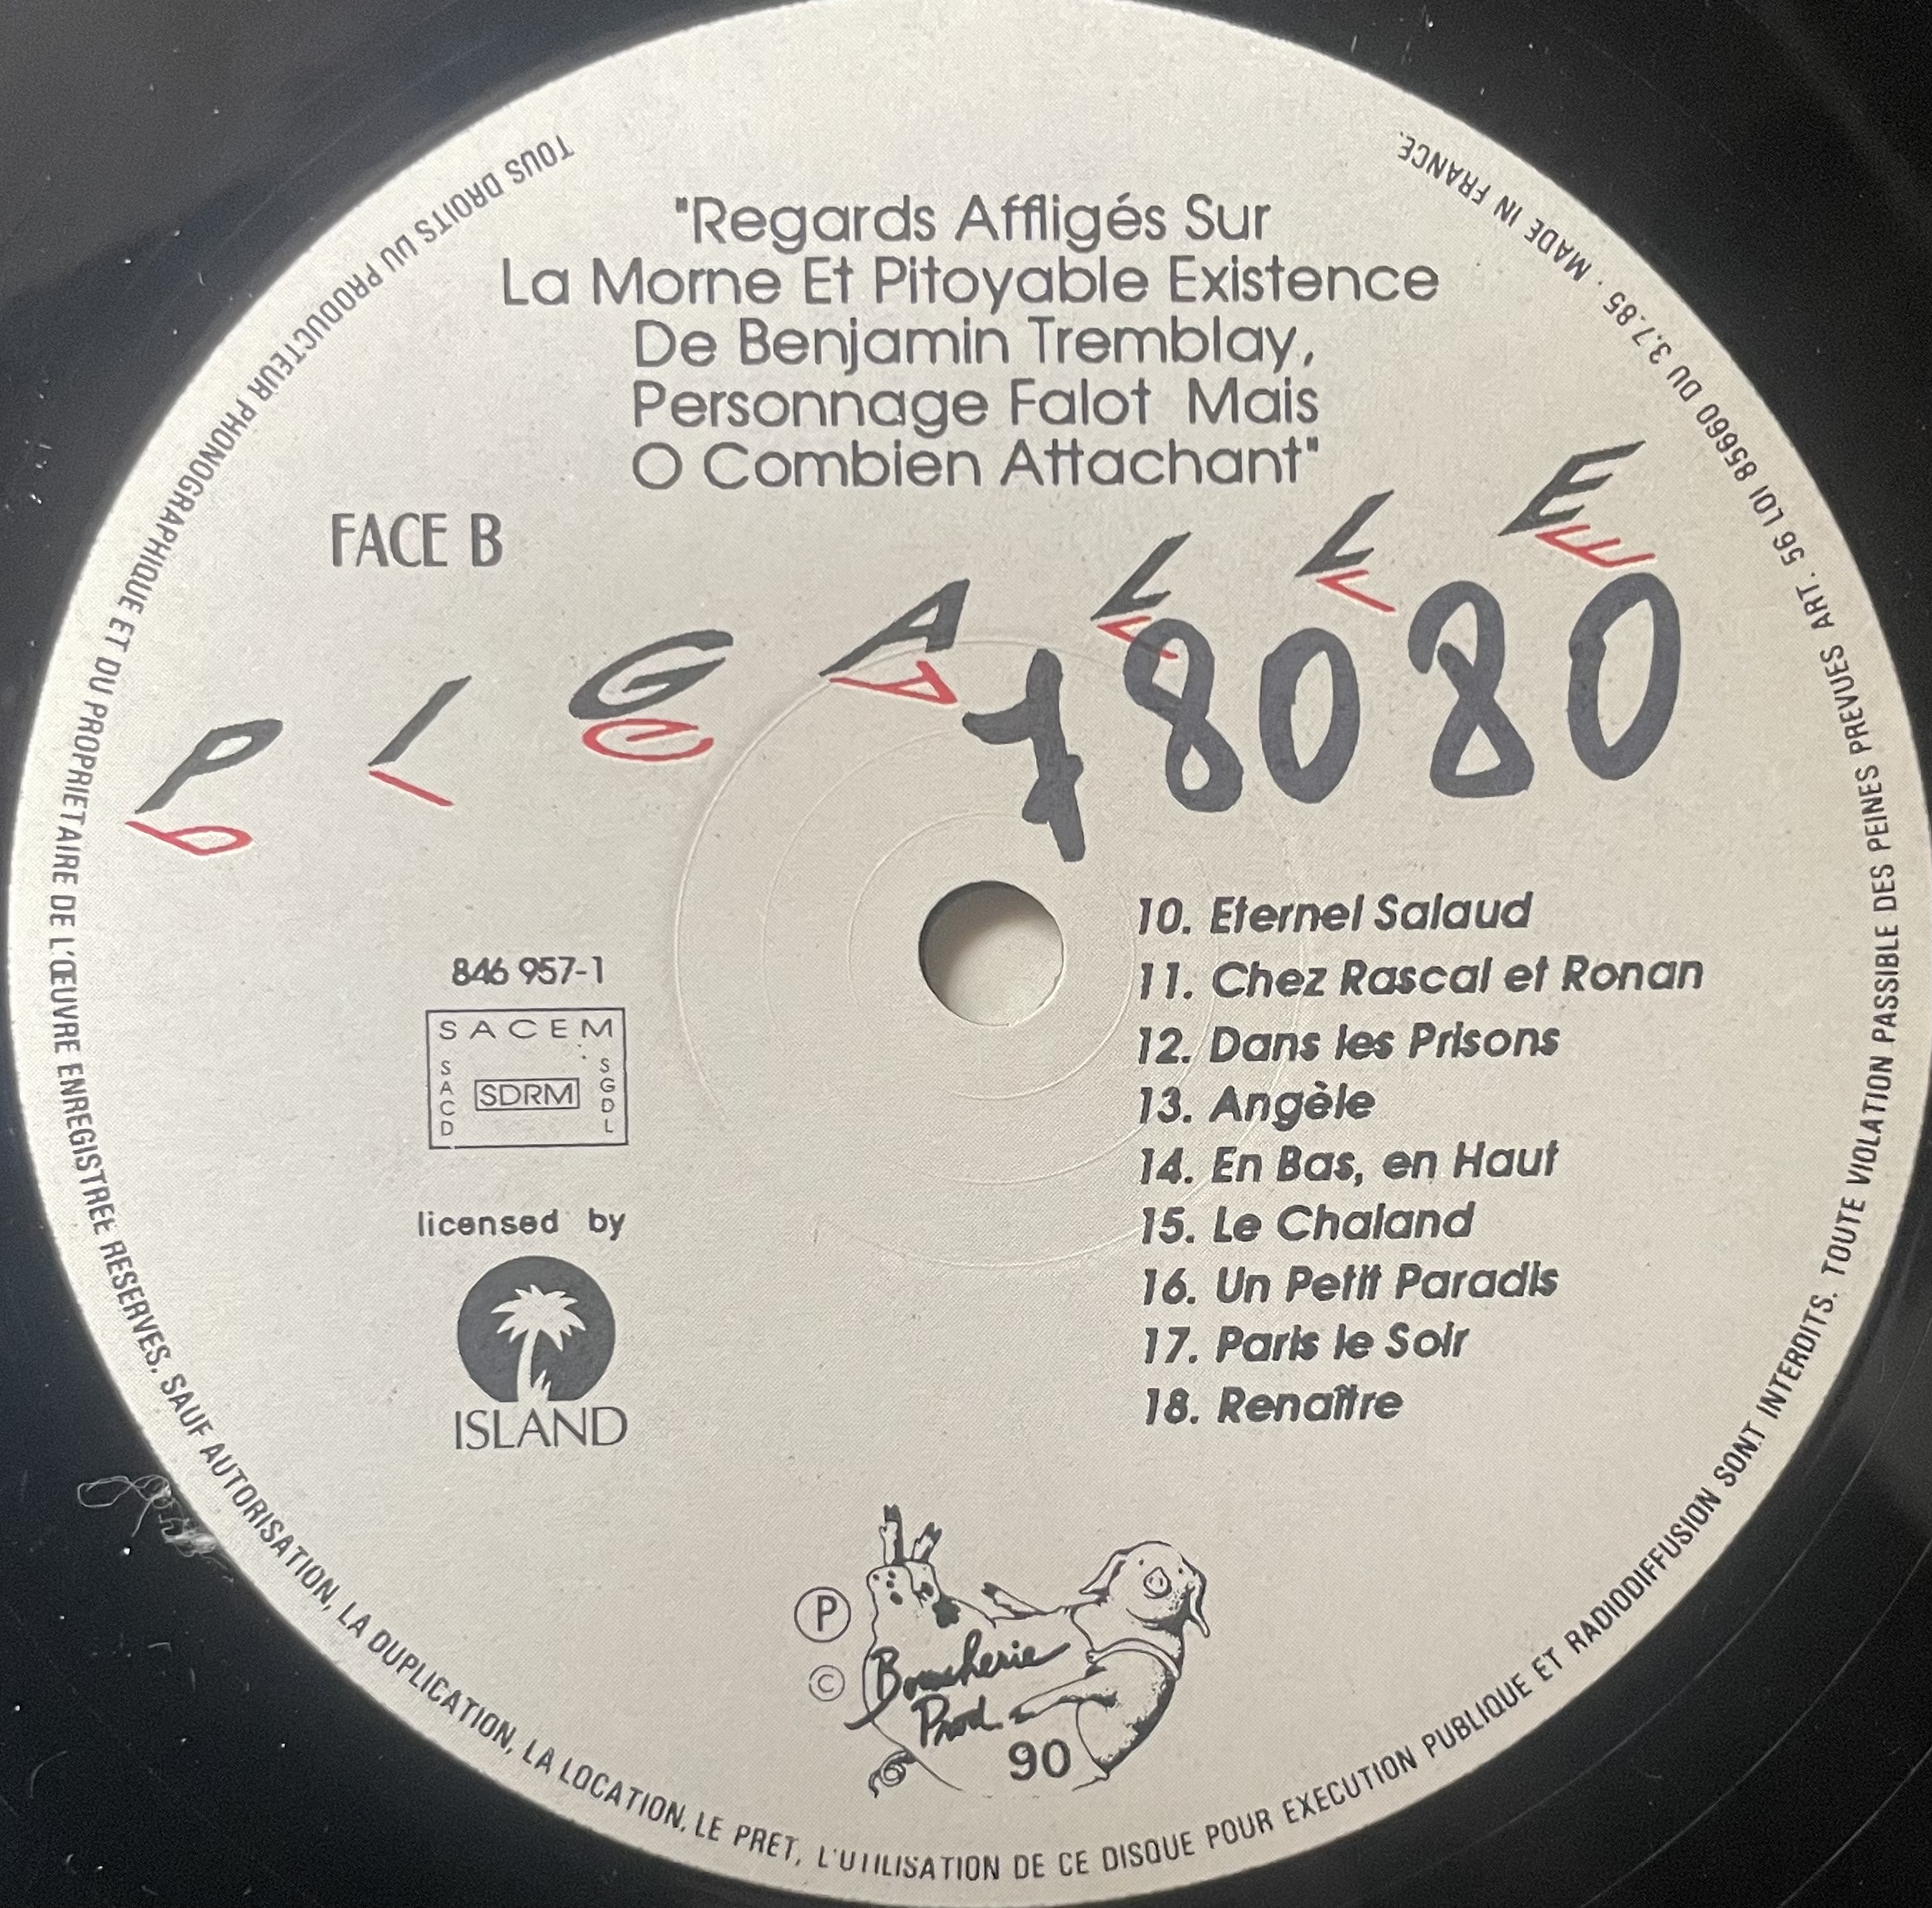 "Regards Affligés Sur
La Morne Et Pitoyable Existence
De Benjamin Tremblay,
Personnage Falot Mais
O Combien Attachant"
FACE B
PIGALLE
18080
846 957-1
SACEM
SACD
SDRM
SGDL
licensed by
ISLAND
10. Eternel Salaud
11. Chez Rascal et Ronan
12. Dans les Prisons
13. Angèle
14. En Bas, en Haut
15. Le Chaland
16. Un Petit Paradis
17. Paris le Soir
18. Renaître
P
C
Boucherie
Prod
90
TOUS DROITS DU PRODUCTEUR PHONOGRAPHIQUE ET DU PROPRIETAIRE DE L'ŒUVRE ENREGISTREE RESERVES. SAUF AUTORISATION, LA DUPLICATION, LA LOCATION, LE PRET, L'UTILISATION DE CE DISQUE POUR EXECUTION PUBLIQUE ET RADIODIFFUSION SONT INTERDITS. TOUTE VIOLATION PASSIBLE DES PEINES PREVUES ART. 56 LOI 85660 DU 3.7.85 . MADE IN FRANCE.